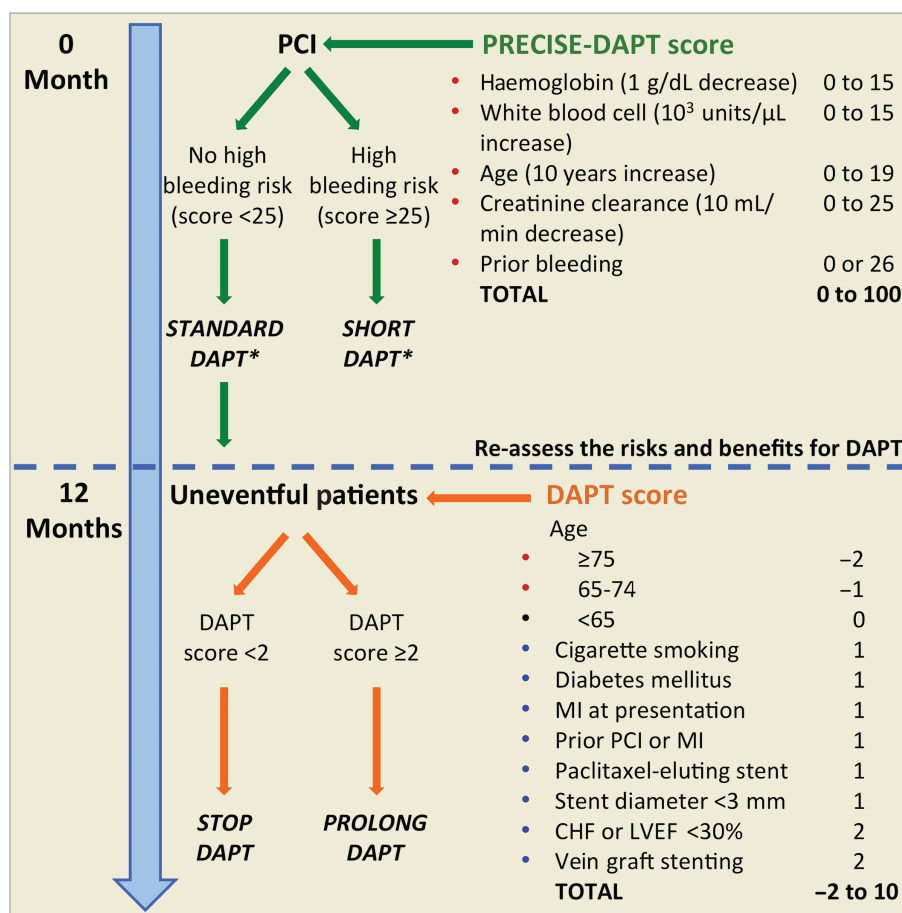 0
Month
PCI
PRECISE-DAPT score
Haemoglobin (1 g/dL decrease) 0 to 15
White blood cell (10³ units/µL 0 to 15
increase)
Age (10 years increase) 0 to 19
Creatinine clearance (10 mL/ 0 to 25
min decrease)
Prior bleeding 0 or 26
TOTAL 0 to 100
No high
bleeding risk
(score <25)
High
bleeding risk
(score ≥25)
STANDARD
DAPT*
SHORT
DAPT*
Re-assess the risks and benefits for DAPT
12
Months
Uneventful patients
DAPT score
Age
≥75 −2
65-74 −1
<65 0
Cigarette smoking 1
Diabetes mellitus 1
MI at presentation 1
Prior PCI or MI 1
Paclitaxel-eluting stent 1
Stent diameter <3 mm 1
CHF or LVEF <30% 2
Vein graft stenting 2
TOTAL −2 to 10
DAPT
score <2
DAPT
score ≥2
STOP
DAPT
PROLONG
DAPT